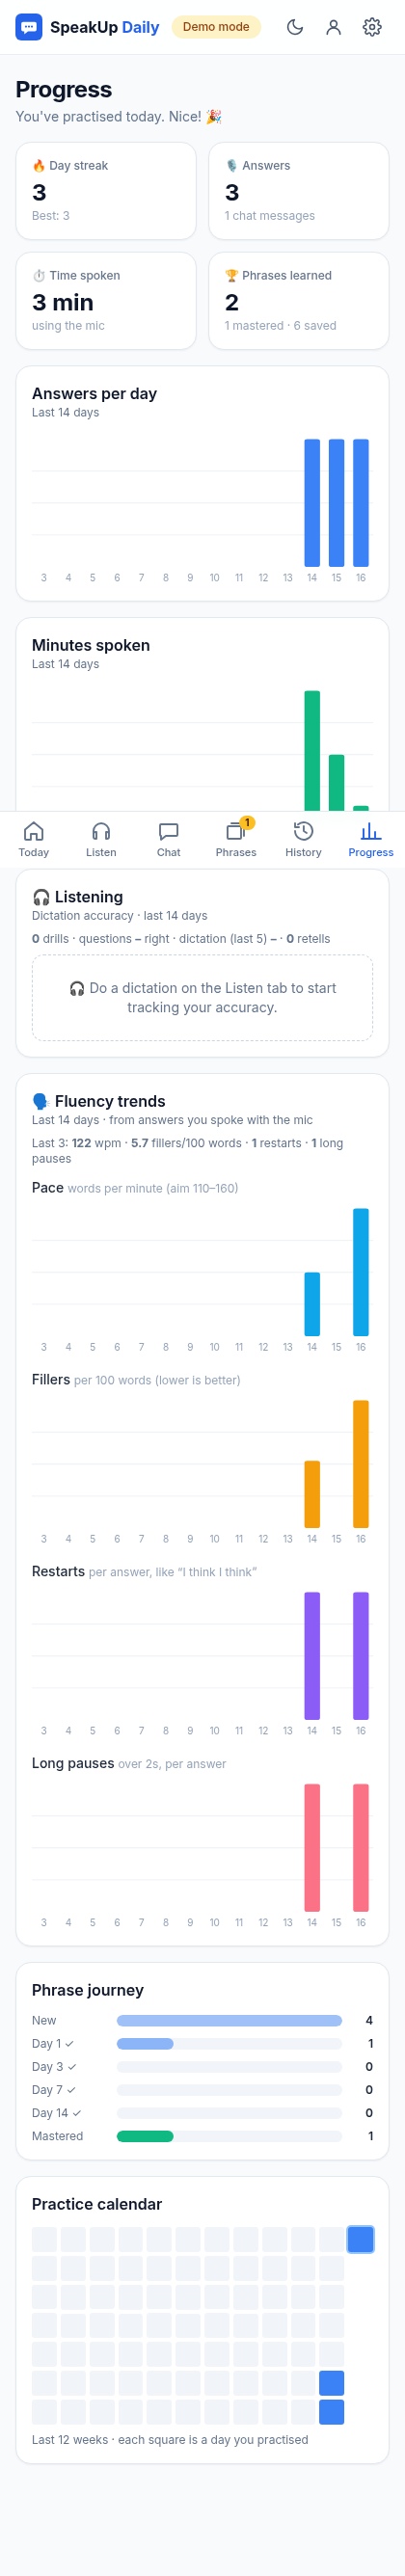 SpeakUp Daily
Demo mode
Progress
You've practised today. Nice! 🎉
🔥 Day streak
3
Best: 3
🎙️ Answers
3
1 chat messages
⏱️ Time spoken
3 min
using the mic
🏆 Phrases learned
2
1 mastered · 6 saved
Answers per day
Last 14 days
3 4 5 6 7 8 9 10 11 12 13 14 15 16
Minutes spoken
Last 14 days
1
Today Listen Chat Phrases History Progress
🎧 Listening
Dictation accuracy · last 14 days
0 drills · questions – right · dictation (last 5) – · 0 retells
🎧 Do a dictation on the Listen tab to start
tracking your accuracy.
🗣️ Fluency trends
Last 14 days · from answers you spoke with the mic
Last 3: 122 wpm · 5.7 fillers/100 words · 1 restarts · 1 long
pauses
Pace words per minute (aim 110–160)
3 4 5 6 7 8 9 10 11 12 13 14 15 16
Fillers per 100 words (lower is better)
3 4 5 6 7 8 9 10 11 12 13 14 15 16
Restarts per answer, like “I think I think”
3 4 5 6 7 8 9 10 11 12 13 14 15 16
Long pauses over 2s, per answer
3 4 5 6 7 8 9 10 11 12 13 14 15 16
Phrase journey
New 4
Day 1 ✓ 1
Day 3 ✓ 0
Day 7 ✓ 0
Day 14 ✓ 0
Mastered 1
Practice calendar
Last 12 weeks · each square is a day you practised